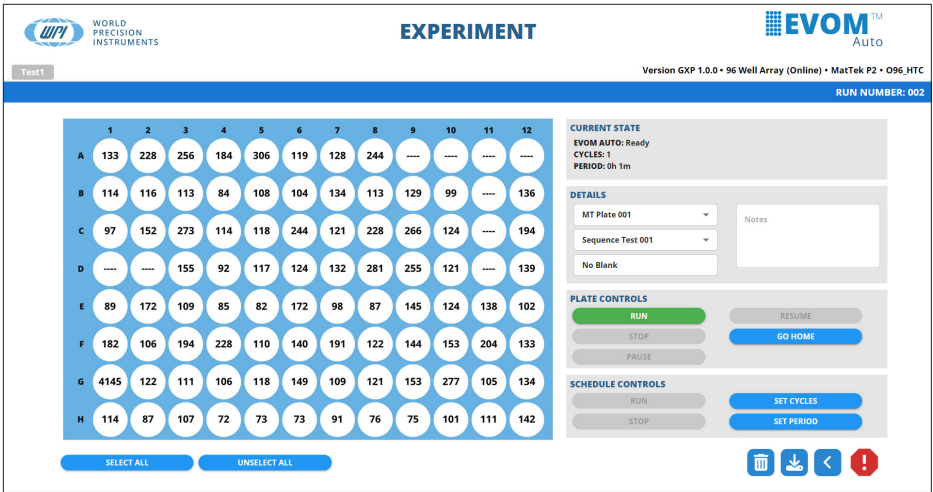 WPI WORLD
PRECISION
INSTRUMENTS
EXPERIMENT
EVOM™
Auto
Test1
Version GXP 1.0.0 • 96 Well Array (Online) • MatTek P2 • O96_HTC
RUN NUMBER: 002
1 2 3 4 5 6 7 8 9 10 11 12
A 133 228 256 184 306 119 128 244 ---- ---- ---- ----
B 114 116 113 84 108 104 134 113 129 99 ---- 136
C 97 152 273 114 118 244 121 228 266 124 ---- 194
D ---- ---- 155 92 117 124 132 281 255 121 ---- 139
E 89 172 109 85 82 172 98 87 145 124 138 102
F 182 106 194 228 110 140 191 122 144 153 204 133
G 4145 122 111 106 118 149 109 121 153 277 105 134
H 114 87 107 72 73 73 91 76 75 101 111 142
SELECT ALL UNSELECT ALL
CURRENT STATE
EVOM AUTO: Ready
CYCLES: 1
PERIOD: 0h 1m
DETAILS
MT Plate 001
Sequence Test 001
No Blank
Notes
PLATE CONTROLS
RUN RESUME
STOP GO HOME
PAUSE
SCHEDULE CONTROLS
RUN SET CYCLES
STOP SET PERIOD
!